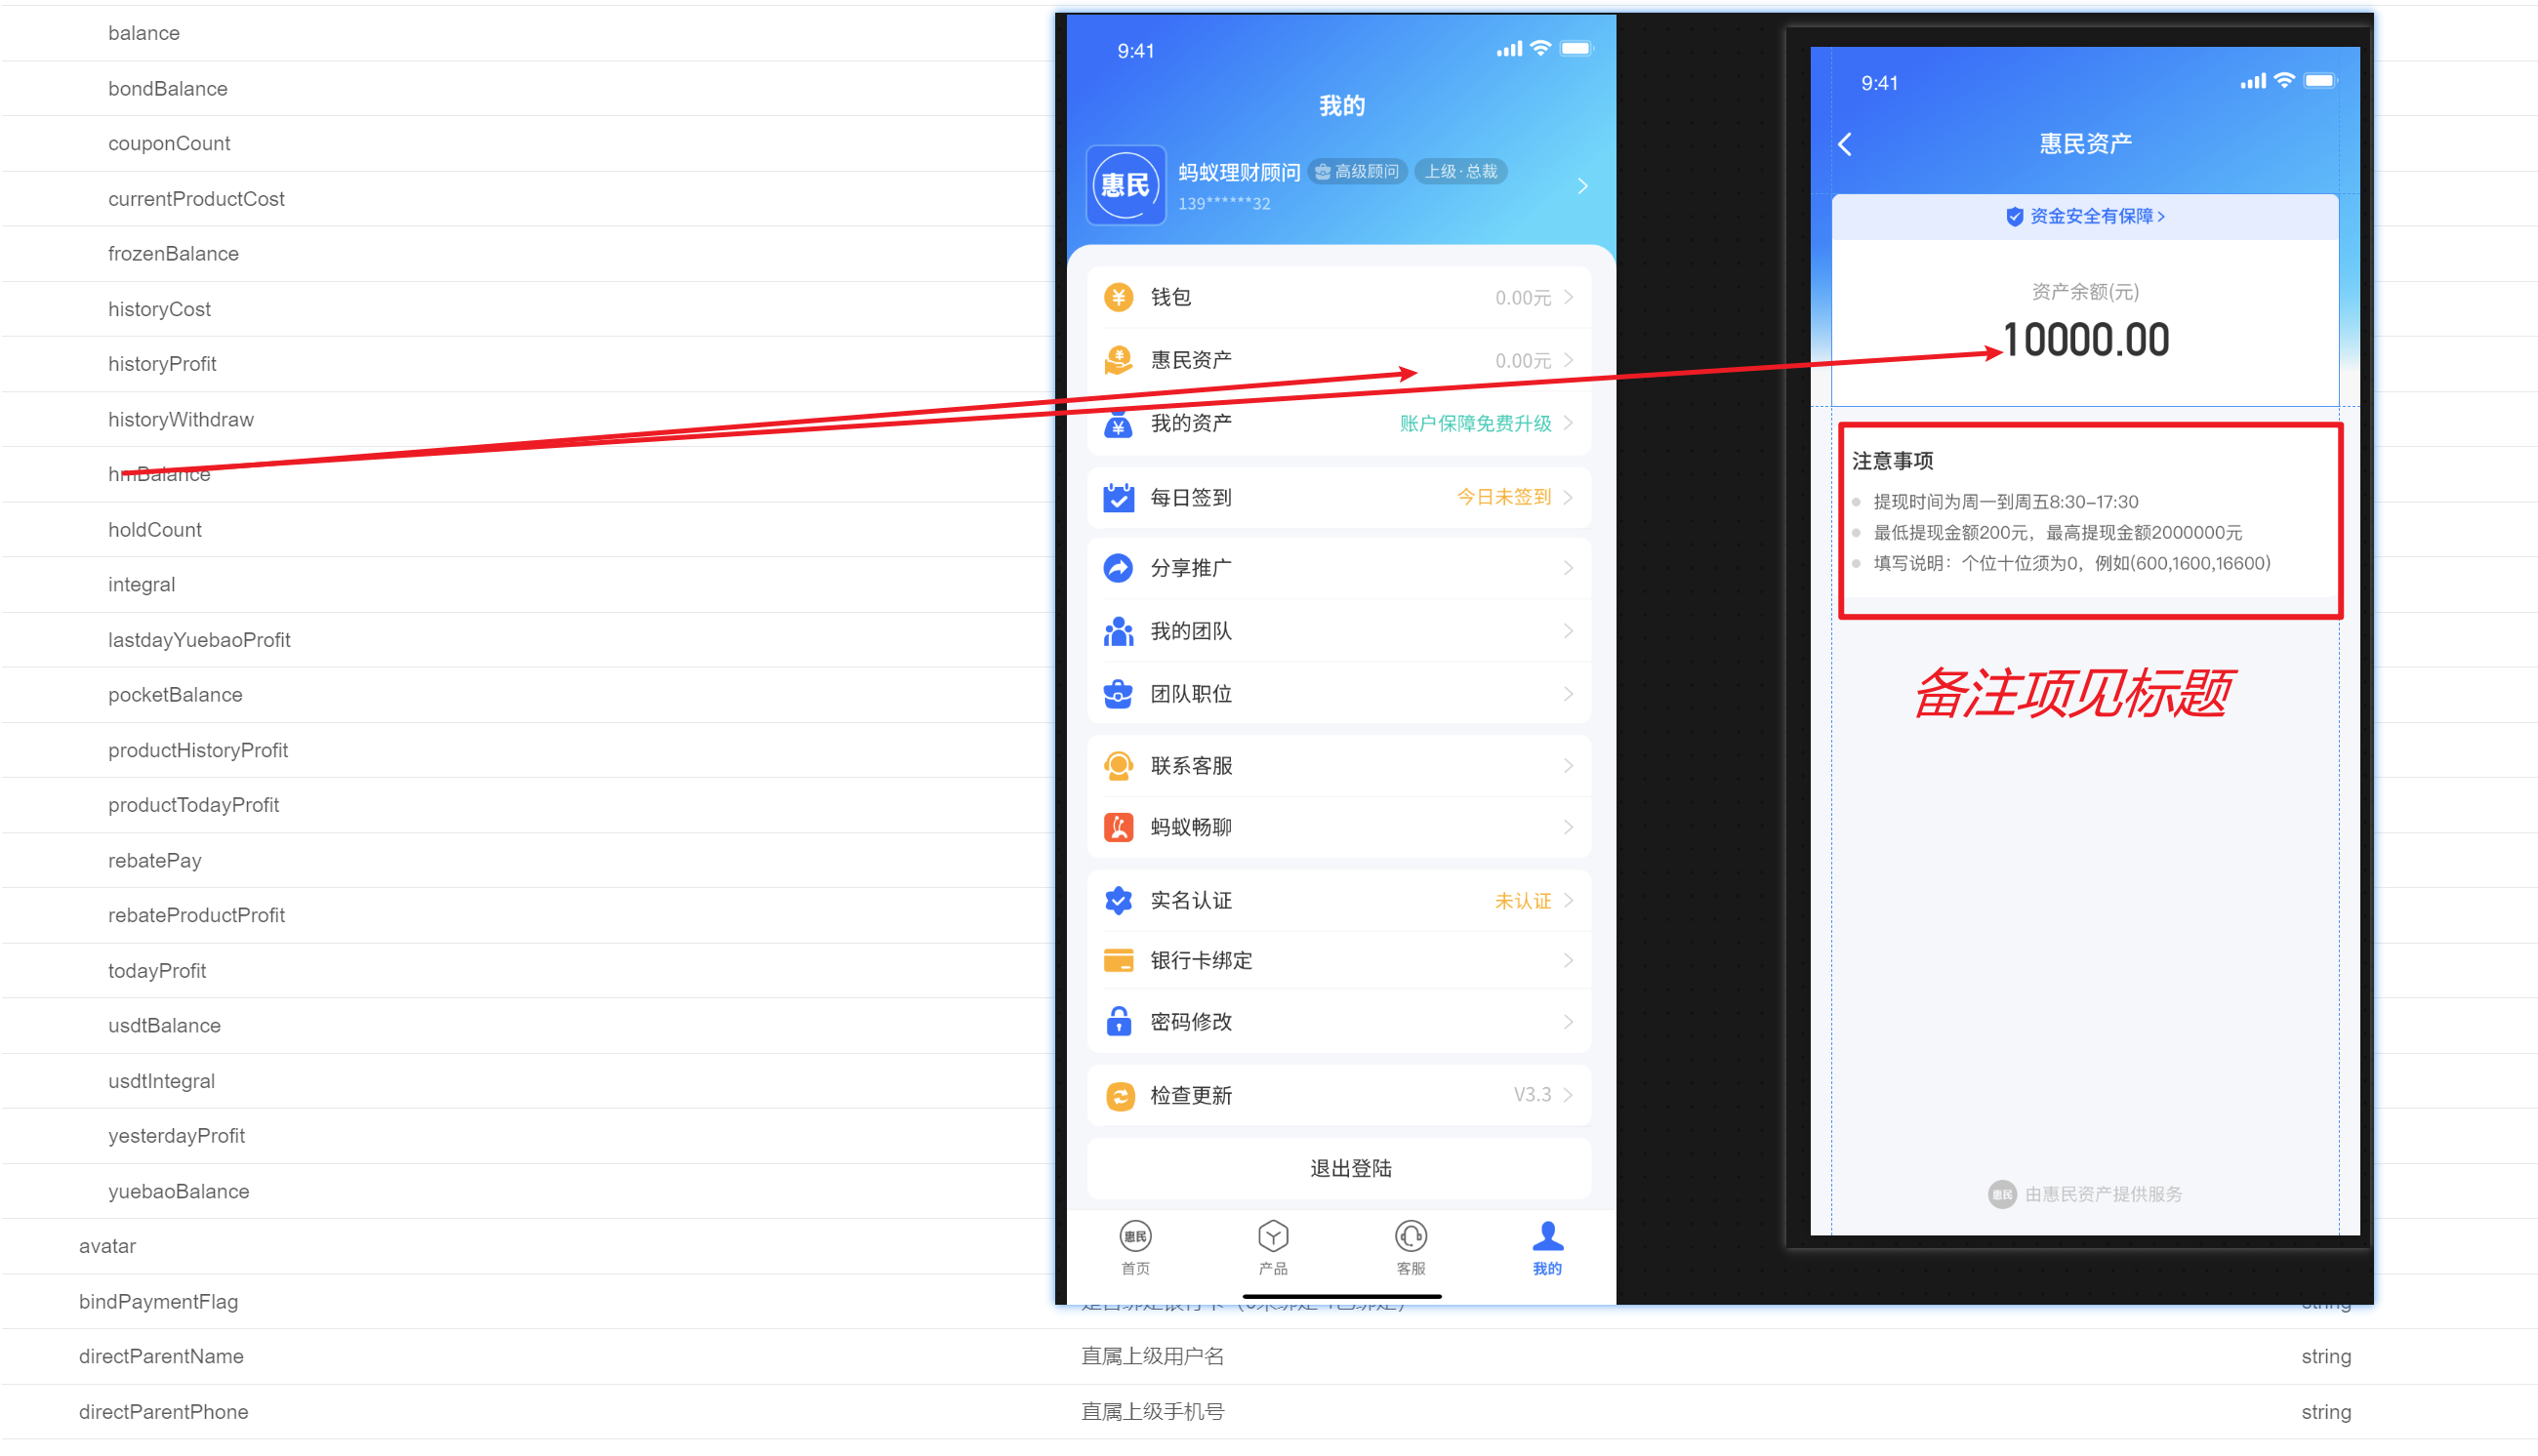 balance
bondBalance
couponCount
currentProductCost
frozenBalance
historyCost
historyProfit
historyWithdraw
hmBalance
holdCount
integral
lastdayYuebaoProfit
pocketBalance
productHistoryProfit
productTodayProfit
rebatePay
rebateProductProfit
todayProfit
usdtBalance
usdtIntegral
yesterdayProfit
yuebaoBalance
avatar
bindPaymentFlag
directParentName 直属上级用户名 string
directParentPhone 直属上级手机号 string
9:41
我的
惠民
蚂蚁理财顾问 高级顾问 上级·总裁
139******32
钱包 0.00元
惠民资产 0.00元
我的资产 账户保障免费升级
每日签到 今日未签到
分享推广
我的团队
团队职位
联系客服
蚂蚁畅聊
实名认证 未认证
银行卡绑定
密码修改
检查更新 V3.3
退出登陆
惠民
首页 产品 客服 我的
9:41
惠民资产
资金安全有保障
资产余额(元)
10000.00
注意事项
提现时间为周一到周五8:30-17:30
最低提现金额200元，最高提现金额2000000元
填写说明：个位十位须为0，例如(600,1600,16600)
备注项见标题
惠民 由惠民资产提供服务